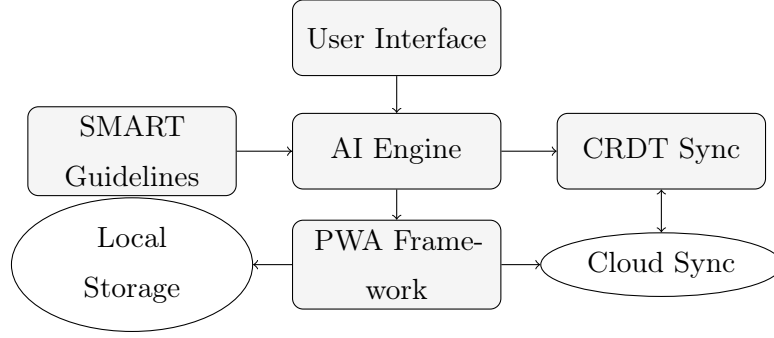 User Interface
SMART
Guidelines
AI Engine
CRDT Sync
Local
Storage
PWA Frame-
work
Cloud Sync